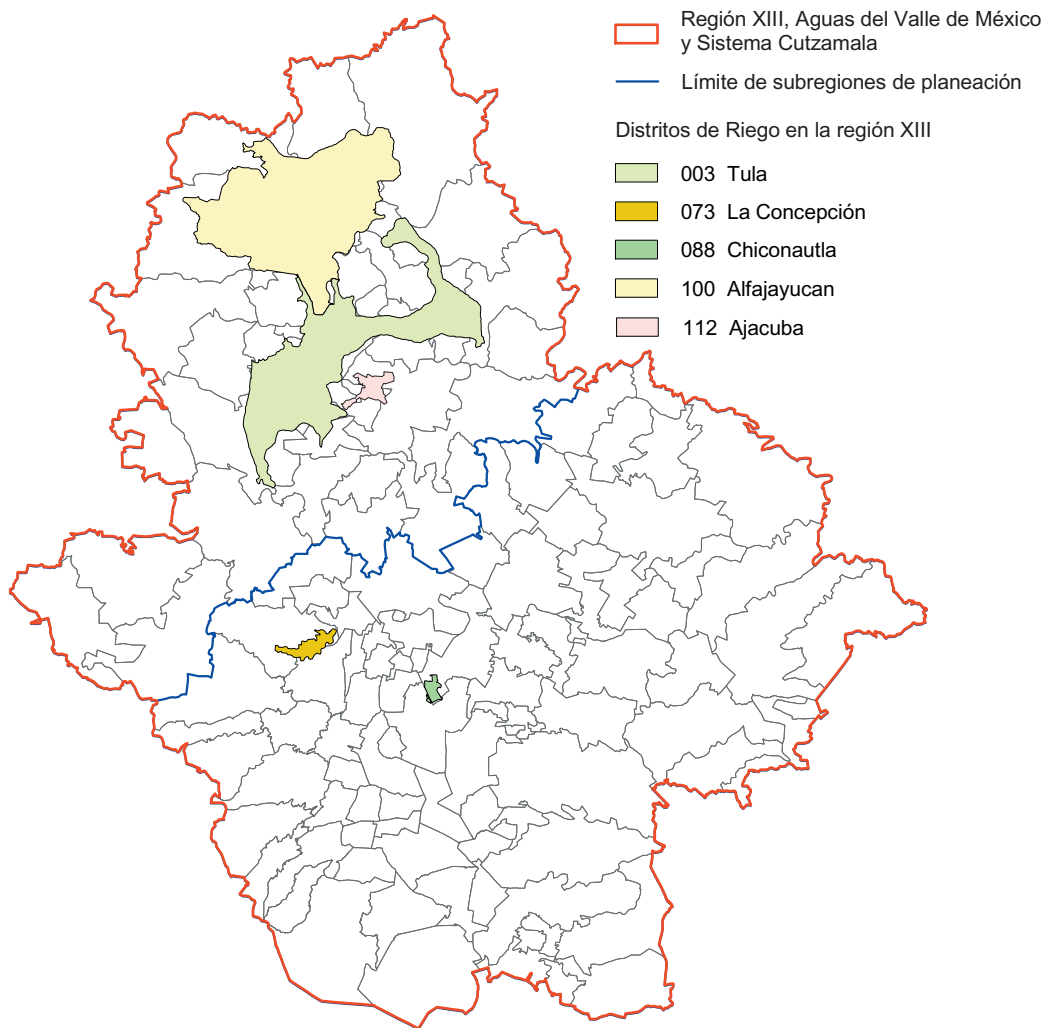 Región XIII, Aguas del Valle de México
y Sistema Cutzamala
Límite de subregiones de planeación
Distritos de Riego en la región XIII
003 Tula
073 La Concepción
088 Chiconautla
100 Alfajayucan
112 Ajacuba